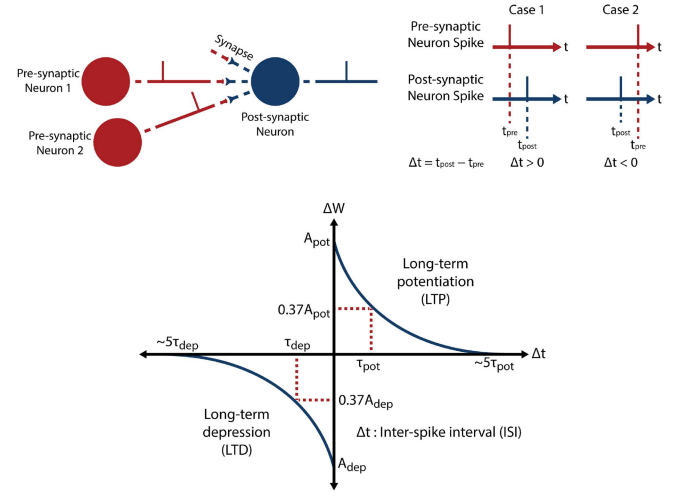 Synapse
Pre-synaptic
Neuron 1
Pre-synaptic
Neuron 2
Post-synaptic
Neuron
Case 1
Case 2
Pre-synaptic
Neuron Spike
t
t
Post-synaptic
Neuron Spike
t
t
tpre
tpost
tpost
tpre
Δt = tpost − tpre
Δt > 0
Δt < 0
ΔW
Apot
Long-term
potentiation
(LTP)
0.37Apot
~5τdep
τdep
Δt
τpot
~5τpot
0.37Adep
Long-term
depression
(LTD)
Δt : Inter-spike interval (ISI)
Adep